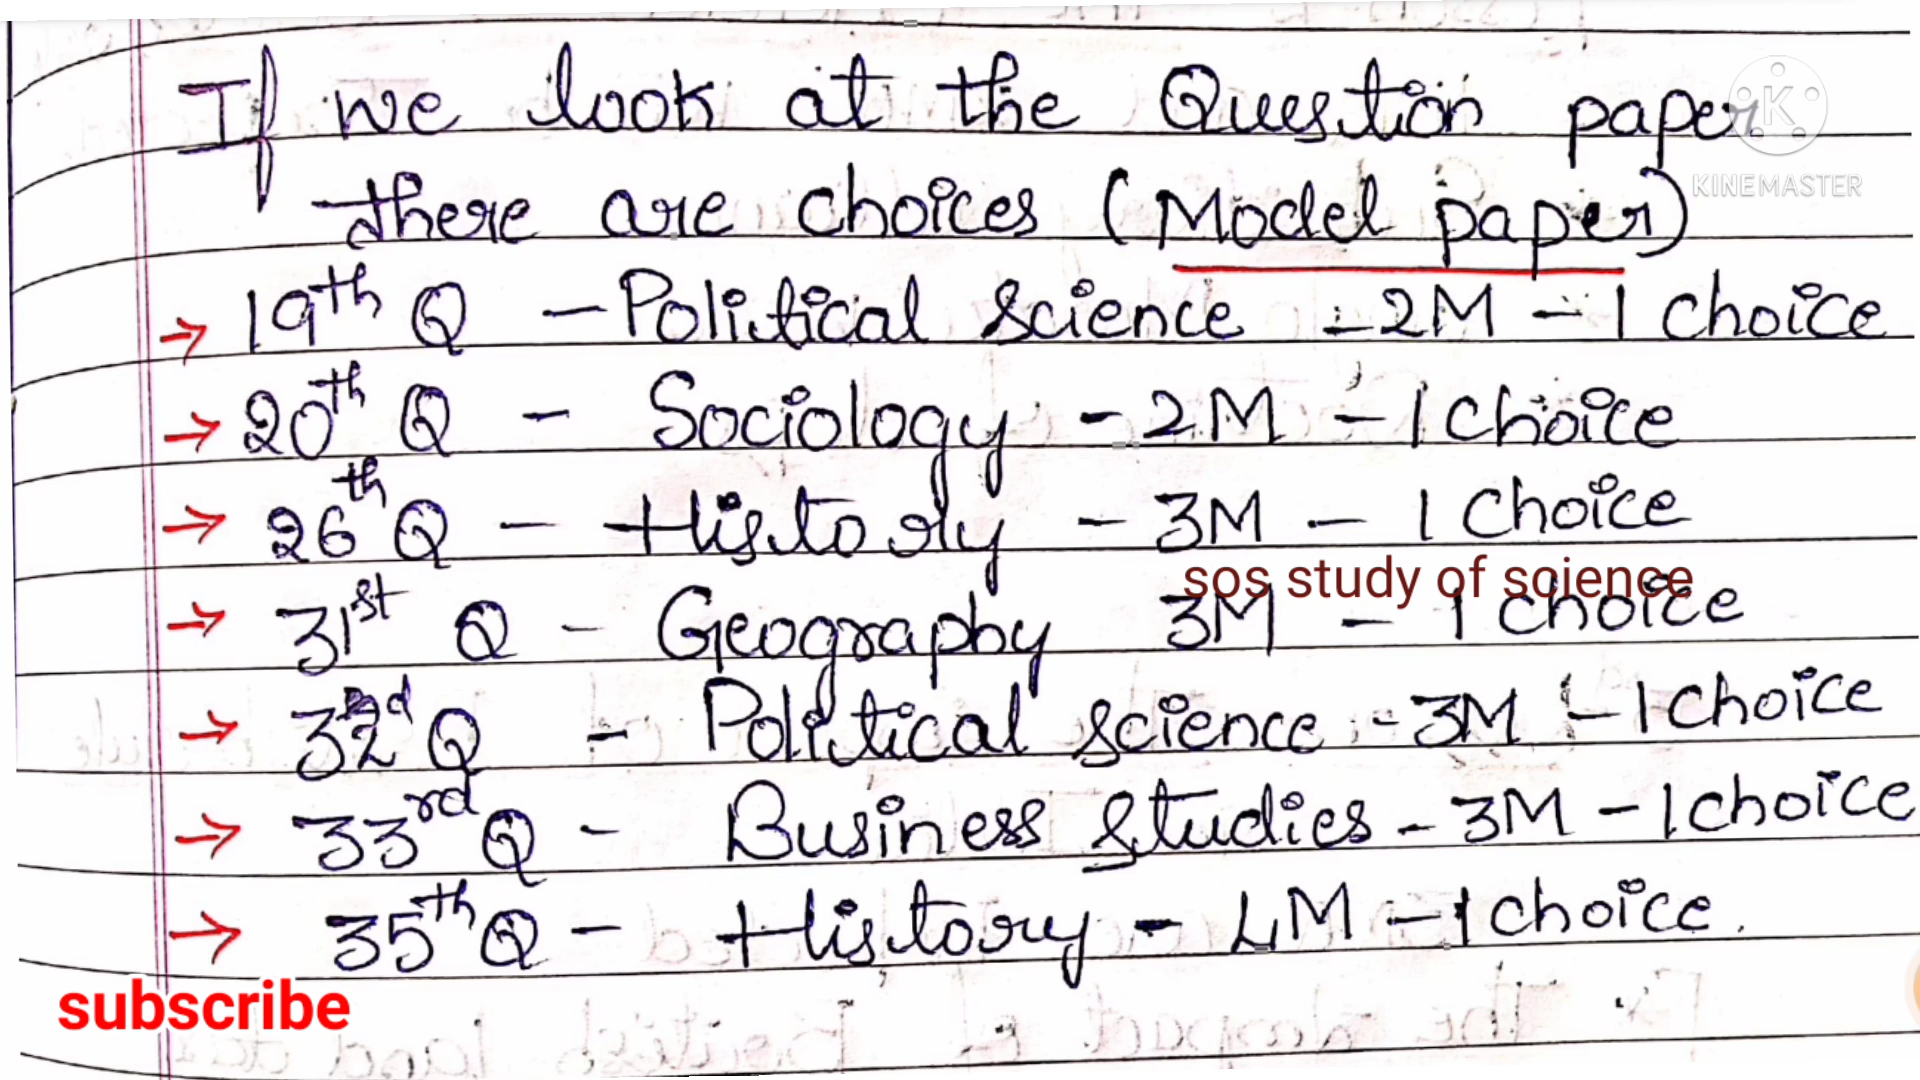 If we look at the Question paper
there are choices (Model paper)
KINEMASTER
→ 19th Q - Political Science - 2M - 1 choice
→ 20th Q - Sociology - 2M - 1 choice
→ 26th Q - History - 3M - 1 choice
sos study of science
→ 31st Q - Geography 3M - 1 choice
→ 32nd Q - Political science - 3M - 1 choice
→ 33rd Q - Business studies - 3M - 1 choice
→ 35th Q - History - 4M - 1 choice.
subscribe